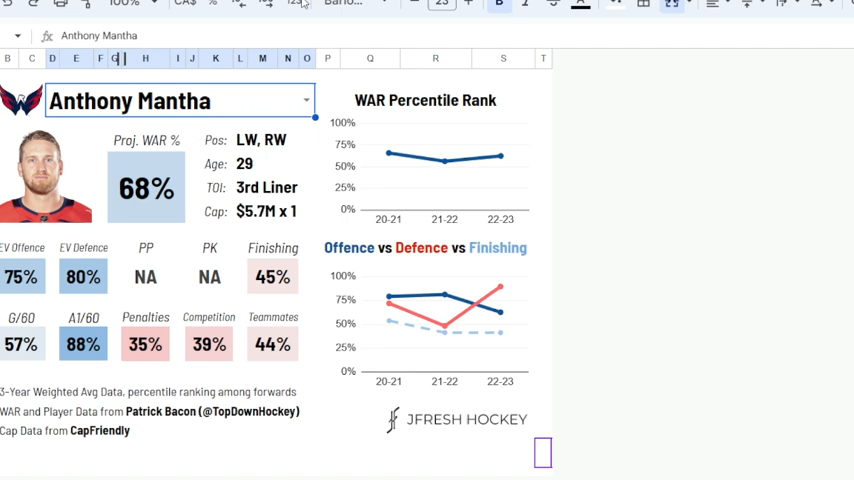 100%
CA$ %
123
23
B
fx Anthony Mantha
B C D E F G H I J K L M N O P Q R S T
Anthony Mantha
WAR Percentile Rank
Proj. WAR %
68%
Pos: LW, RW
Age: 29
TOI: 3rd Liner
Cap: $5.7M x 1
100%
75%
50%
25%
0%
20-21 21-22 22-23
EV Offence EV Defence PP PK Finishing
75% 80% NA NA 45%
G/60 A1/60 Penalties Competition Teammates
57% 88% 35% 39% 44%
Offence vs Defence vs Finishing
100%
75%
50%
25%
0%
20-21 21-22 22-23
3-Year Weighted Avg Data, percentile ranking among forwards
WAR and Player Data from Patrick Bacon (@TopDownHockey)
Cap Data from CapFriendly
JFRESH HOCKEY